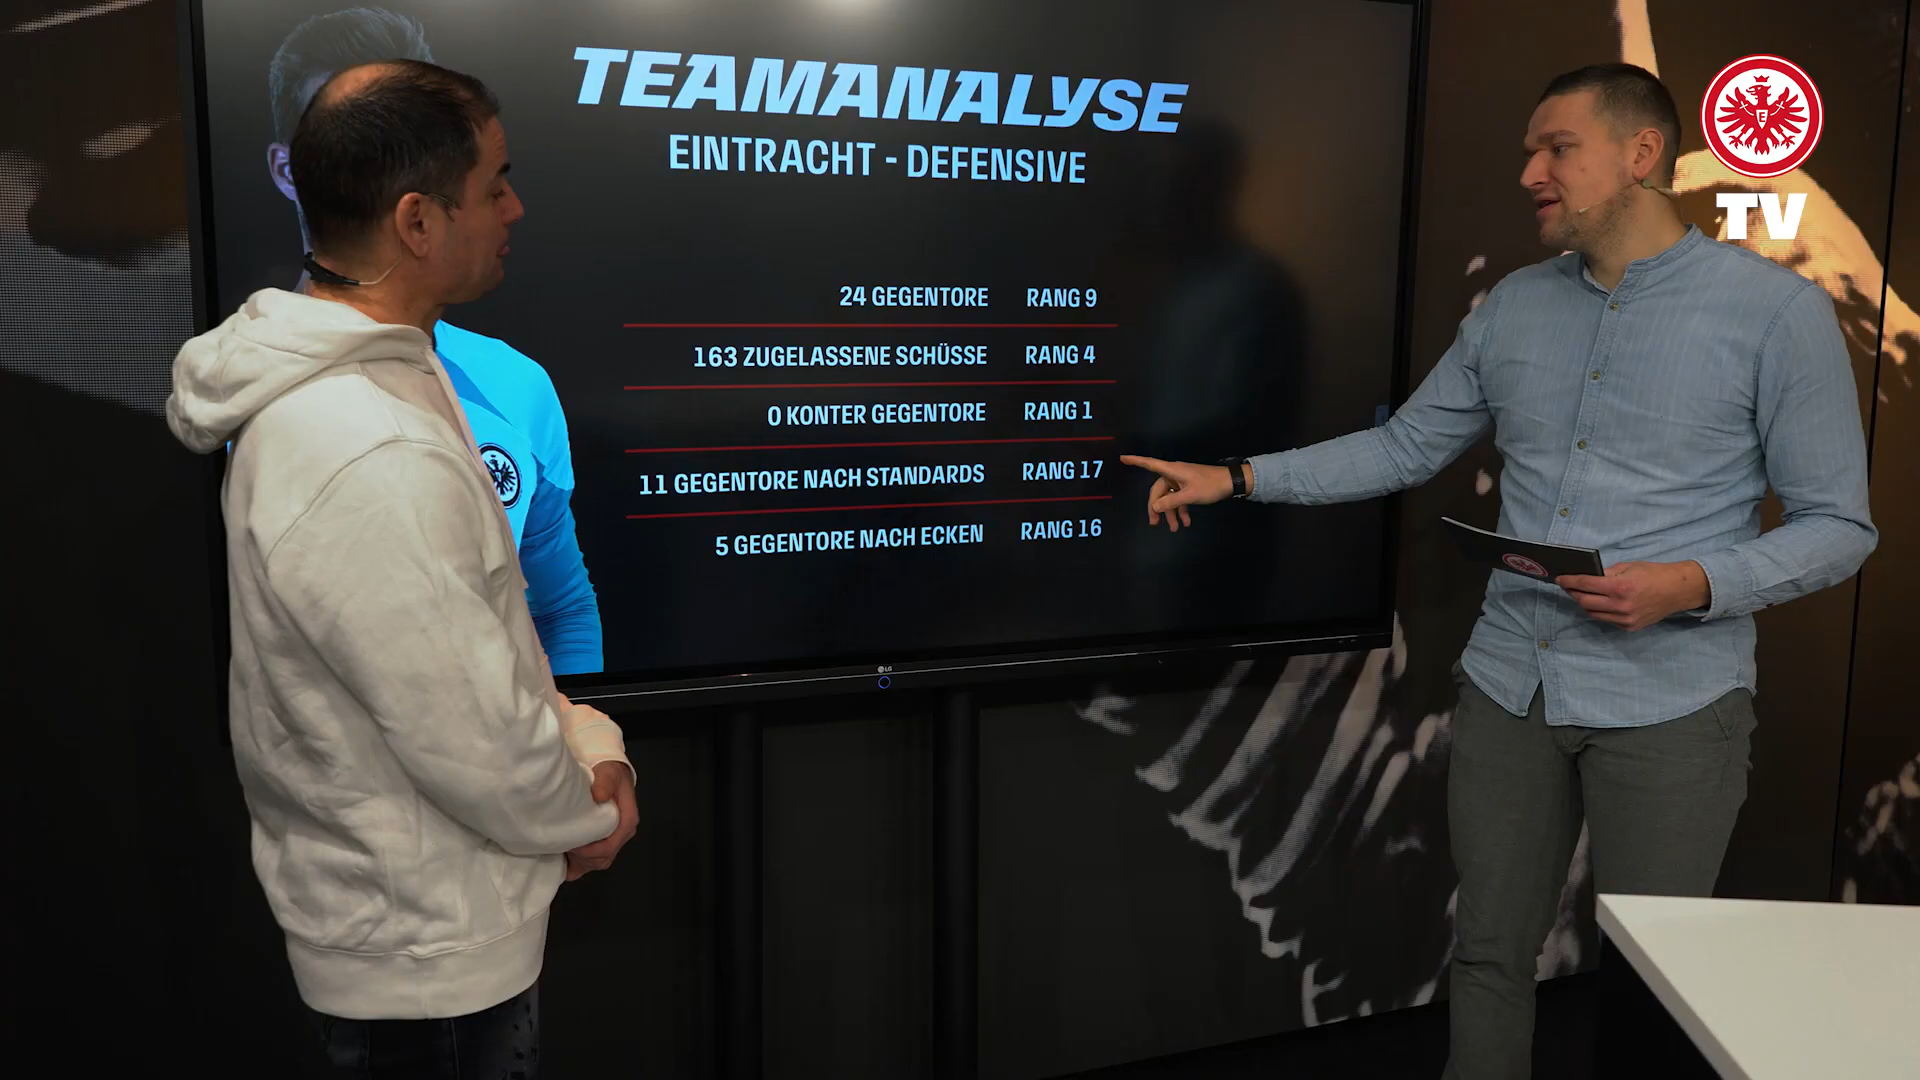 TEAMANALYSE
EINTRACHT - DEFENSIVE
24 GEGENTORE RANG 9
163 ZUGELASSENE SCHÜSSE RANG 4
0 KONTER GEGENTORE RANG 1
11 GEGENTORE NACH STANDARDS RANG 17
5 GEGENTORE NACH ECKEN RANG 16
LG
E
TV